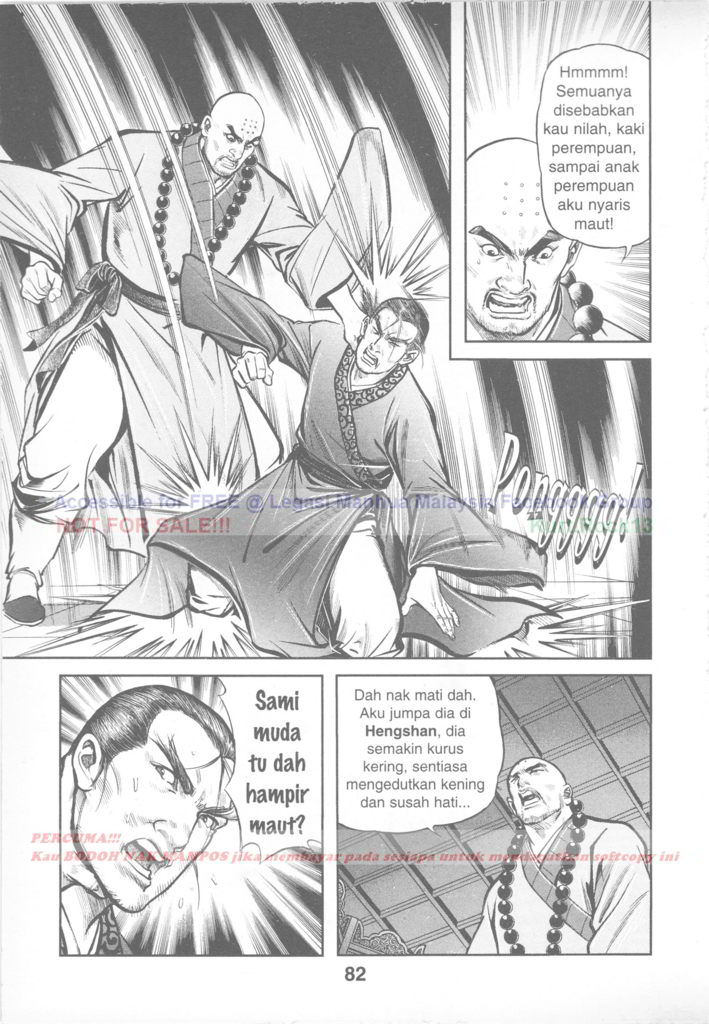 Hmmmm!
Semuanya
disebabkan
kau nilah, kaki
perempuan,
sampai anak
perempuan
aku nyaris
maut!
Ponggg!
Accessible for FREE @ Legasi Manhua Malaysia Facebook Group
NOT FOR SALE!!!
Sami
muda
tu dah
hampir
maut?
Dah nak mati dah.
Aku jumpa dia di
Hengshan, dia
semakin kurus
kering, sentiasa
mengedutkan kening
dan susah hati...
PERCUMA!!!
Kau BODOH NAK MAMPOS jika membayar pada sesiapa untuk mendapatkan softcopy ini
82